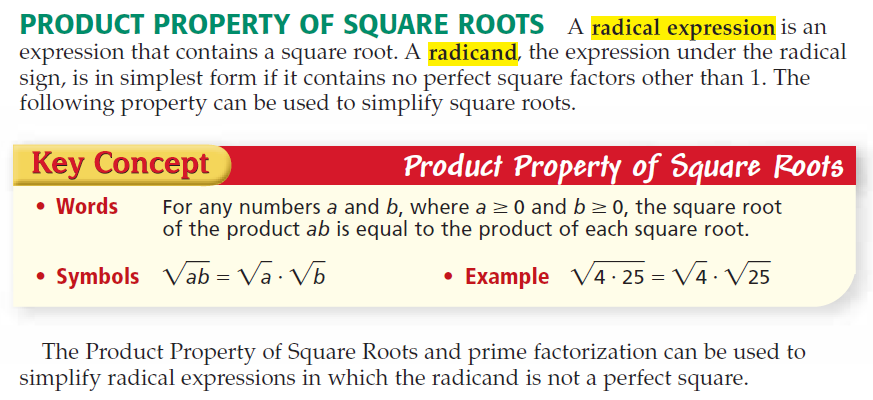 PRODUCT PROPERTY OF SQUARE ROOTS A radical expression is an
expression that contains a square root. A radicand, the expression under the radical
sign, is in simplest form if it contains no perfect square factors other than 1. The
following property can be used to simplify square roots.
Key Concept Product Property of Square Roots
• Words For any numbers a and b, where a ≥ 0 and b ≥ 0, the square root
of the product ab is equal to the product of each square root.
• Symbols √ab = √a · √b • Example √4 · 25 = √4 · √25
The Product Property of Square Roots and prime factorization can be used to
simplify radical expressions in which the radicand is not a perfect square.